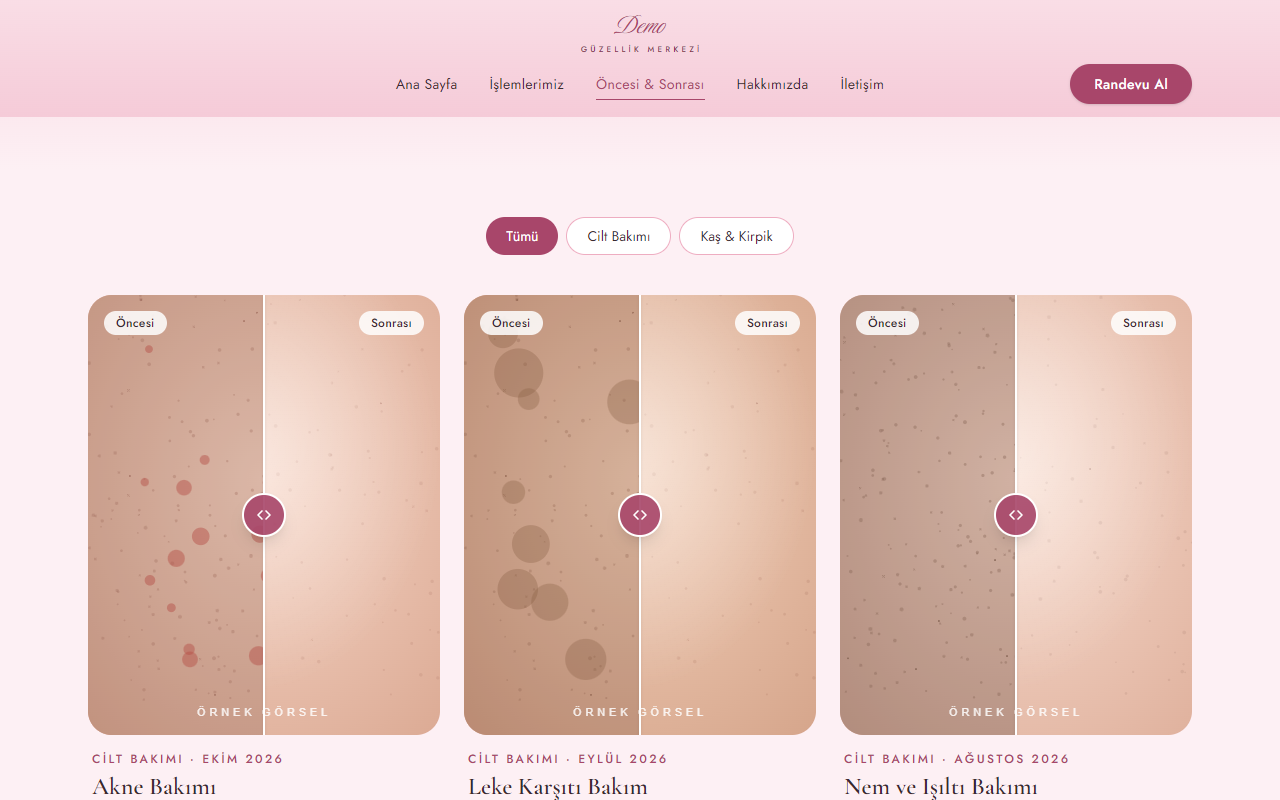 Demo
GÜZELLİK MERKEZİ
Ana Sayfa İşlemlerimiz Öncesi & Sonrası Hakkımızda İletişim Randevu Al
Tümü Cilt Bakımı Kaş & Kirpik
Öncesi Sonrası Öncesi Sonrası Öncesi Sonrası
ÖRNEK GÖRSEL ÖRNEK GÖRSEL ÖRNEK GÖRSEL
CİLT BAKIMI · EKİM 2026 CİLT BAKIMI · EYLÜL 2026 CİLT BAKIMI · AĞUSTOS 2026
Akne Bakımı Leke Karşıtı Bakım Nem ve Işıltı Bakımı